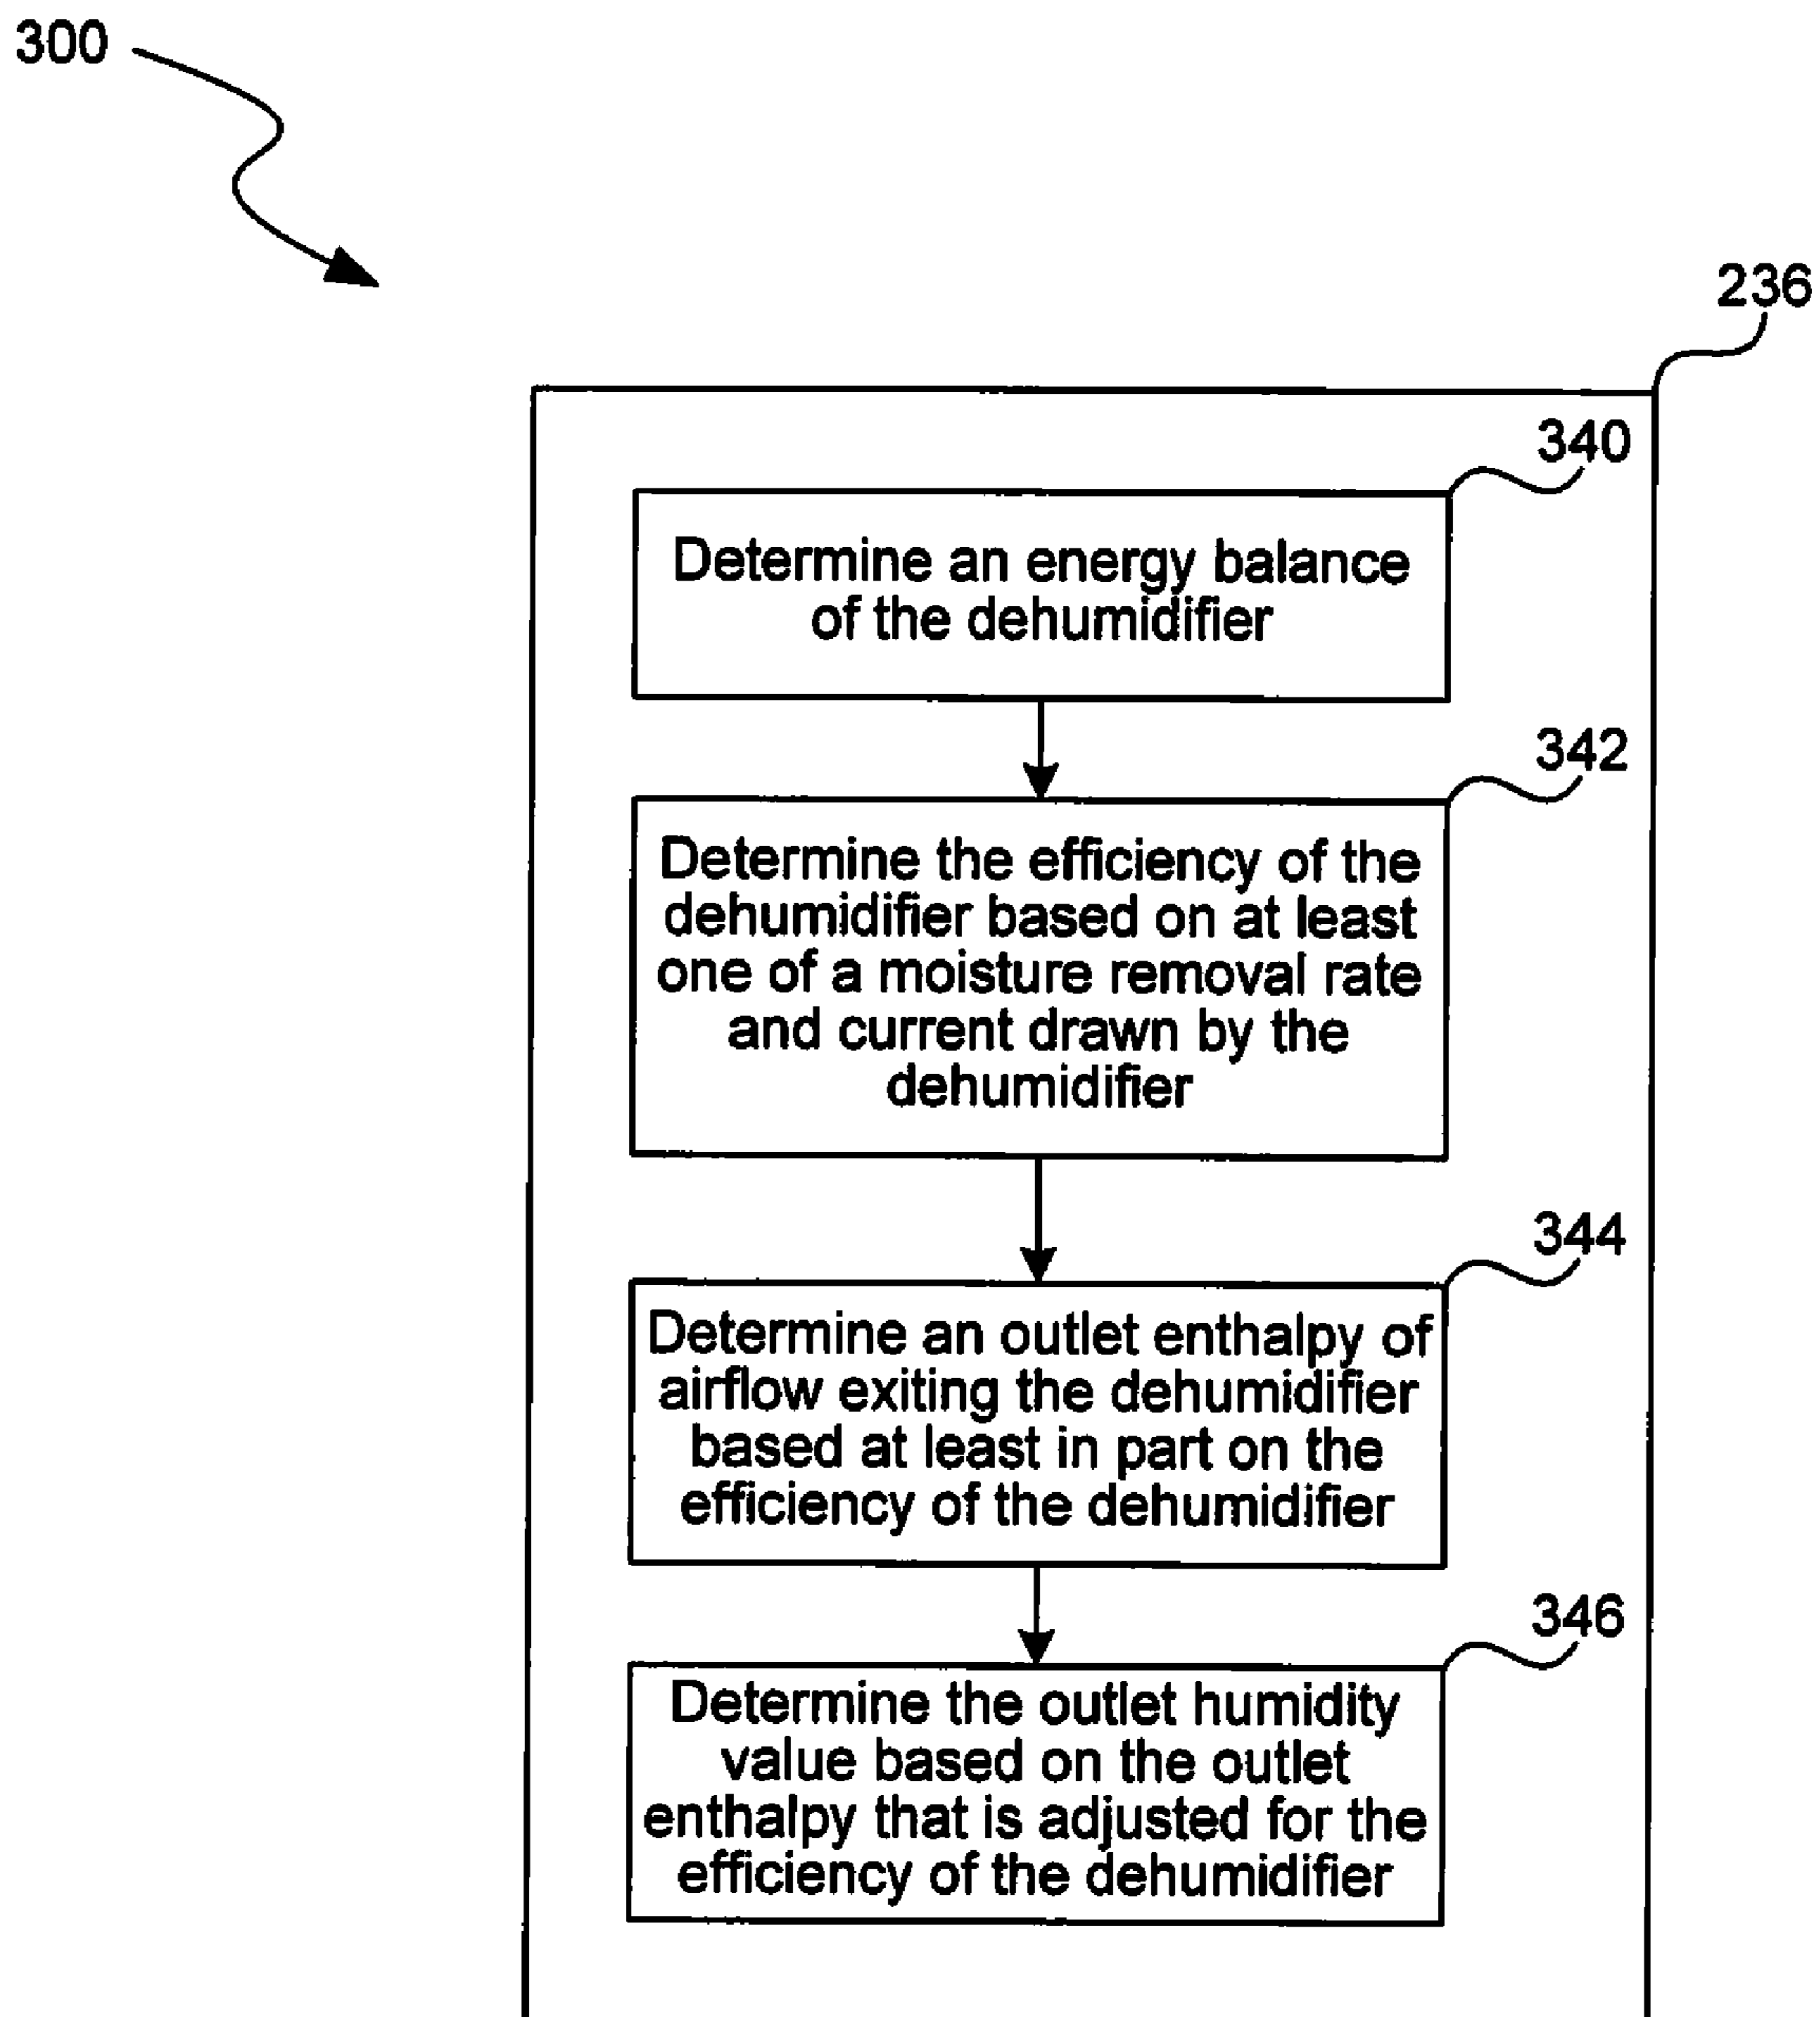 300
236
340
Determine an energy balance
of the dehumidifier
342
Determine the efficiency of the
dehumidifier based on at least
one of a moisture removal rate
and current drawn by the
dehumidifier
344
Determine an outlet enthalpy of
airflow exiting the dehumidifier
based at least in part on the
efficiency of the dehumidifier
346
Determine the outlet humidity
value based on the outlet
enthalpy that is adjusted for the
efficiency of the dehumidifier